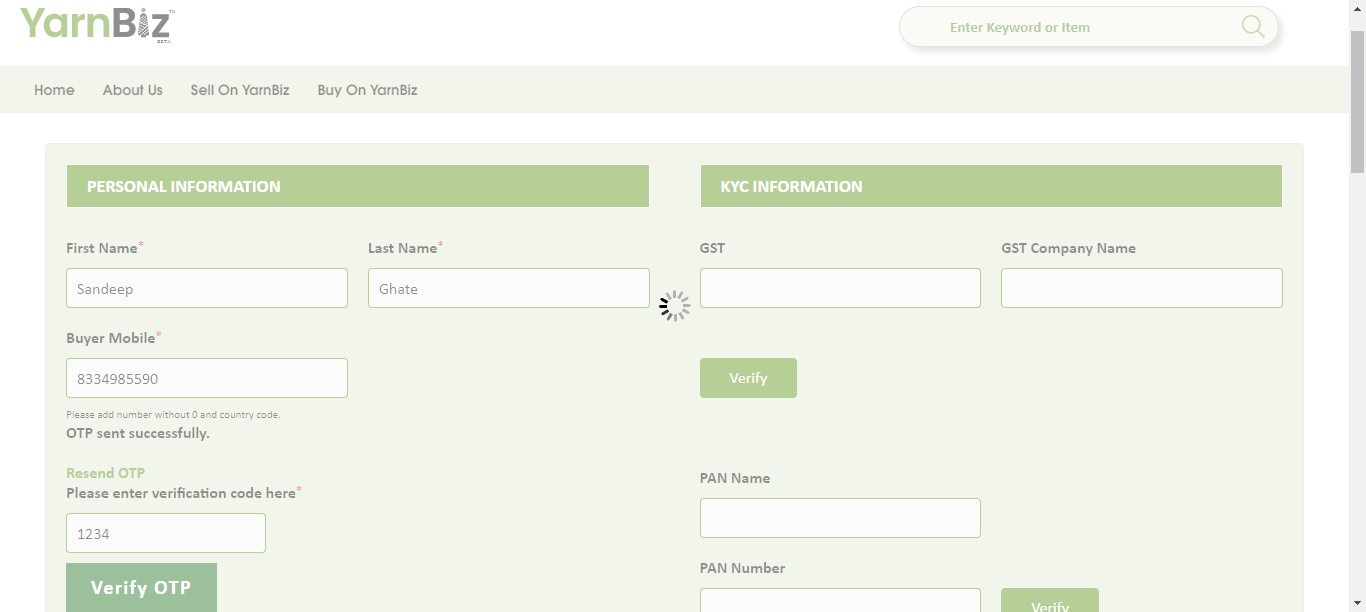 YarnBiz™
BETA
Enter Keyword or Item
Home About Us Sell On YarnBiz Buy On YarnBiz
PERSONAL INFORMATION
First Name* Last Name*
Sandeep Ghate
Buyer Mobile*
8334985590
Please add number without 0 and country code.
OTP sent successfully.
Resend OTP
Please enter verification code here*
1234
Verify OTP
KYC INFORMATION
GST GST Company Name
Verify
PAN Name
PAN Number
Verify